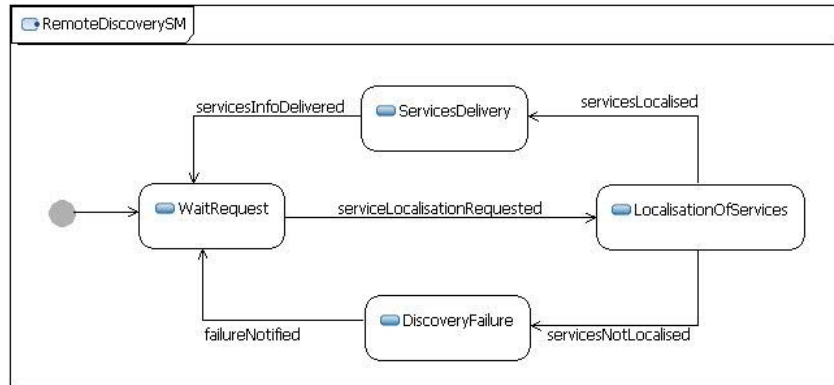 RemoteDiscoverySM
servicesInfoDelivered
ServicesDelivery
servicesLocalised
WaitRequest
serviceLocalisationRequested
LocalisationOfServices
failureNotified
DiscoveryFailure
servicesNotLocalised